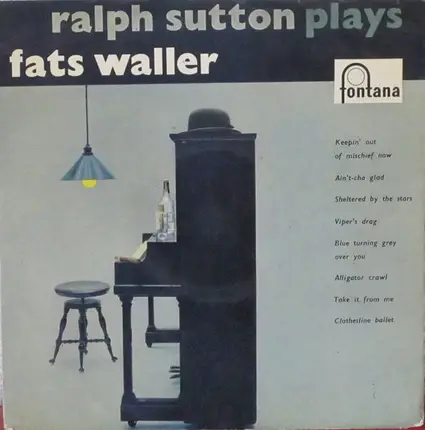 ralph sutton plays
fats waller
fontana
Keepin' out
of mischief now
Ain't-cha glad
Sheltered by the stars
Viper's drag
Blue turning grey
over you
Alligator crawl
Take it from me
Clothesline ballet